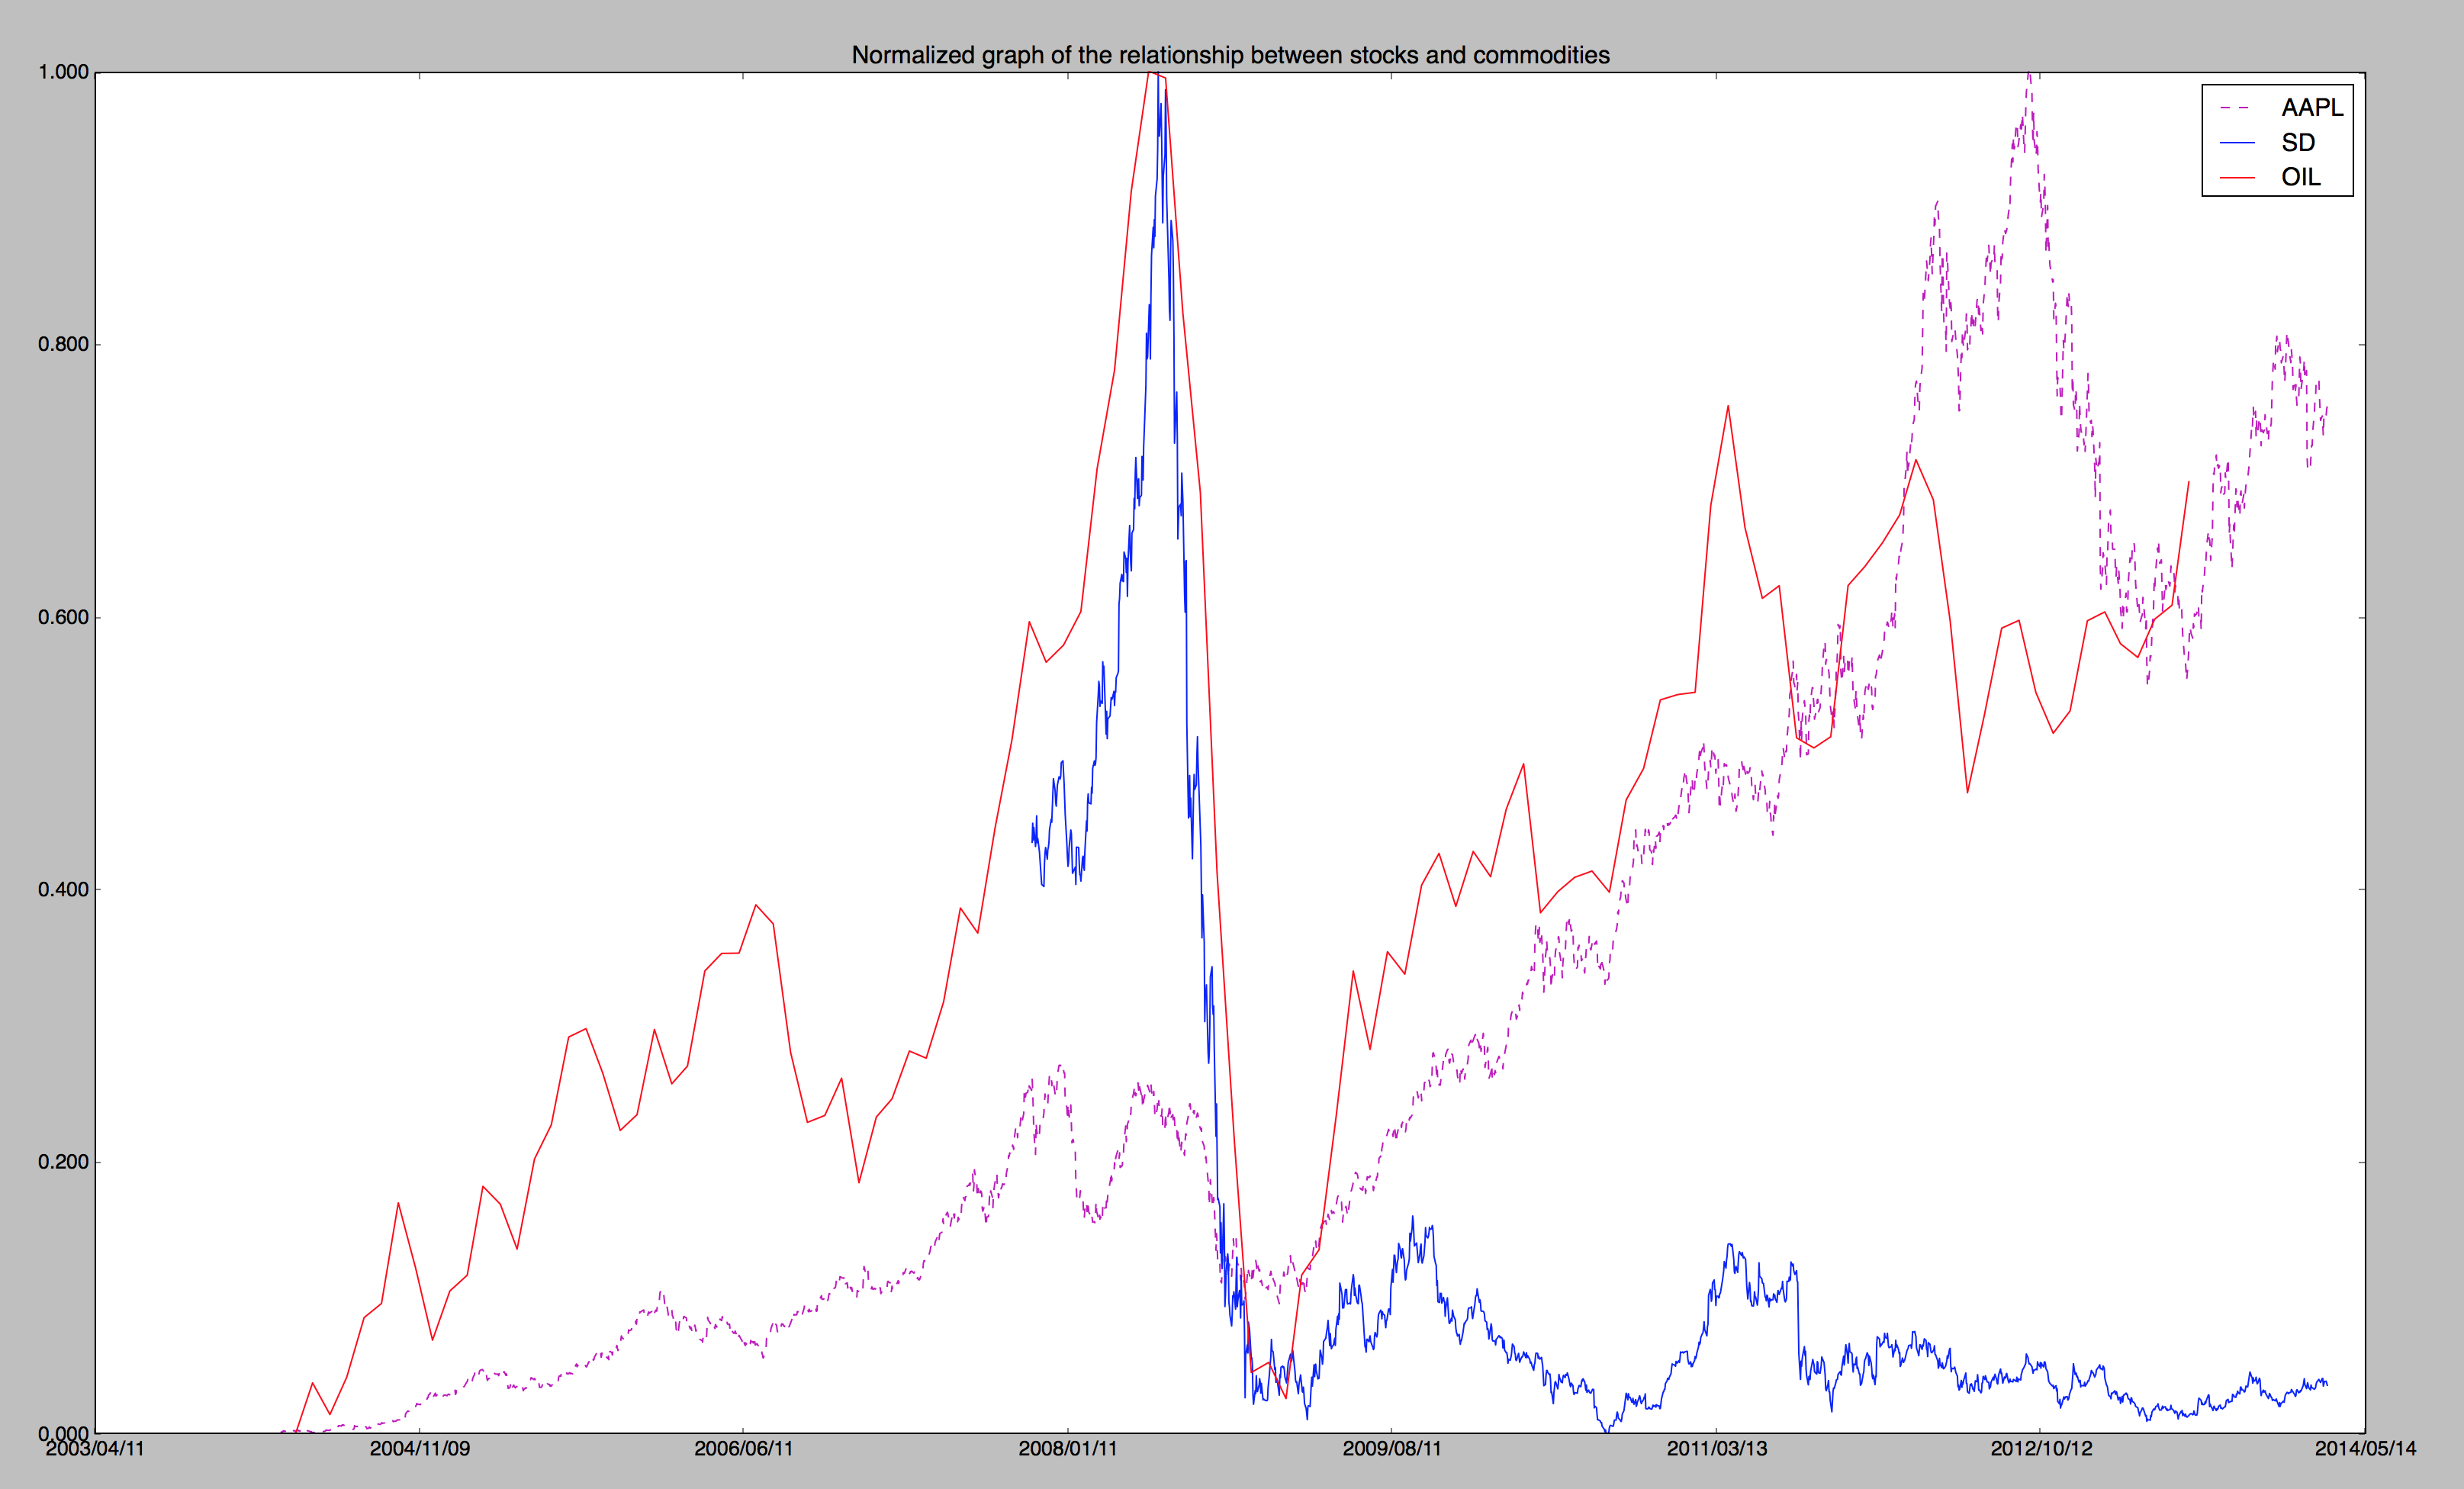 Normalized graph of the relationship between stocks and commodities
1.000
AAPL
SD
OIL
0.800
0.600
0.400
0.200
0.000
2003/04/11 2004/11/09 2006/06/11 2008/01/11 2009/08/11 2011/03/13 2012/10/12 2014/05/14